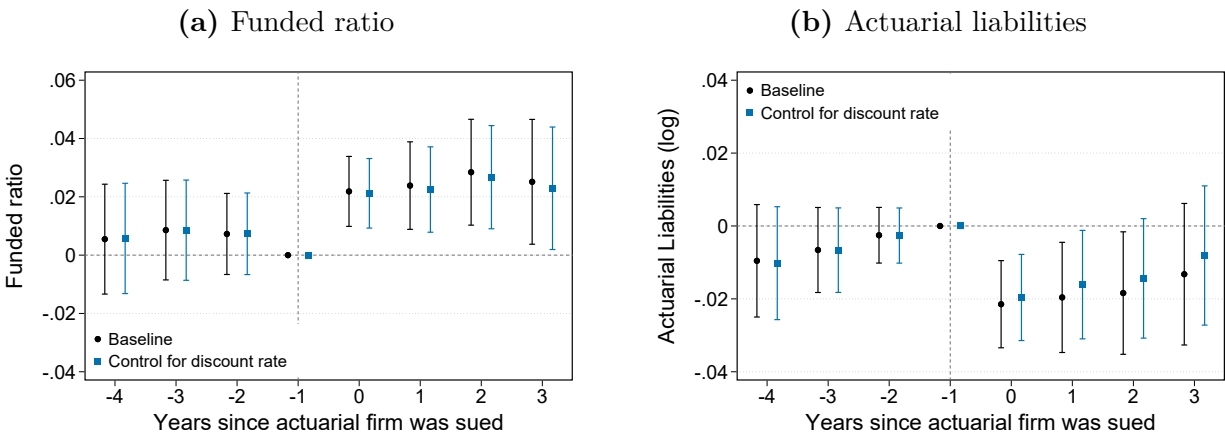 (a) Funded ratio
.06
.04
.02
0
-.02
-.04
Funded ratio
Baseline
Control for discount rate
-4 -3 -2 -1 0 1 2 3
Years since actuarial firm was sued
(b) Actuarial liabilities
.04
.02
0
-.02
-.04
Actuarial Liabilities (log)
Baseline
Control for discount rate
-4 -3 -2 -1 0 1 2 3
Years since actuarial firm was sued